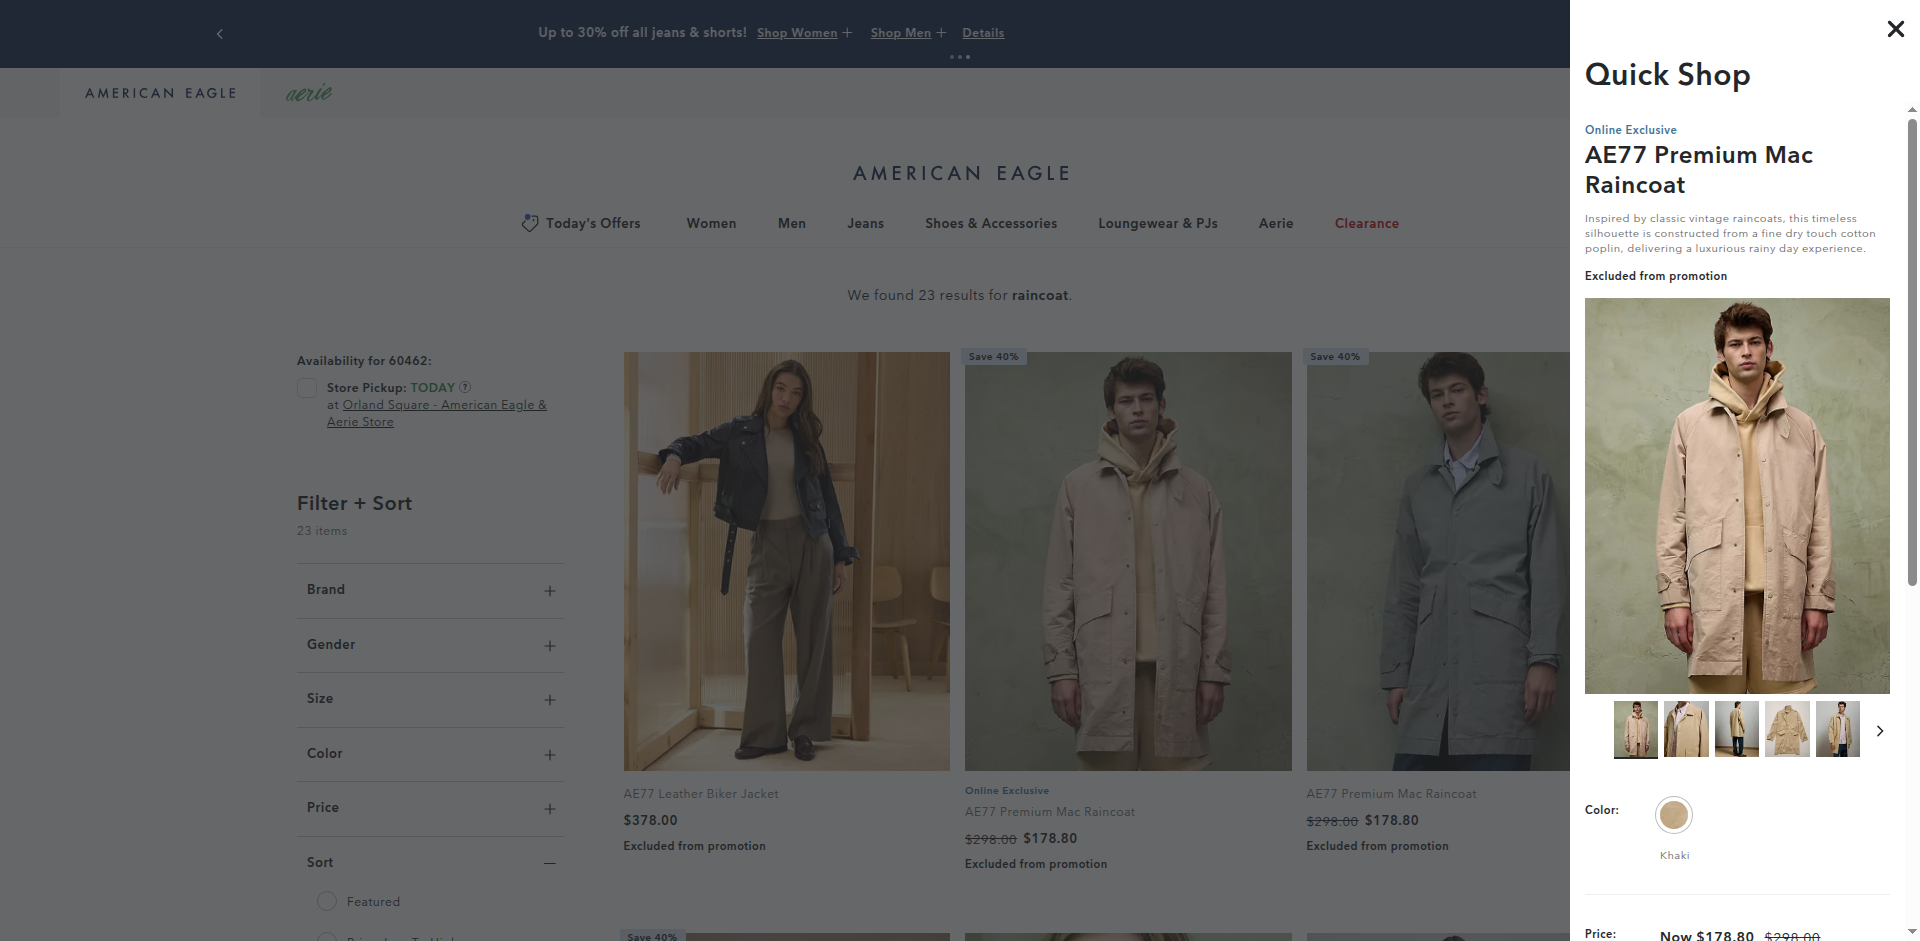 Up to 30% off all jeans & shorts! Shop Women + Shop Men + Details
AMERICAN EAGLE
aerie
AMERICAN EAGLE
Today's Offers
Women
Men
Jeans
Shoes & Accessories
Loungewear & PJs
Aerie
Clearance
We found 23 results for raincoat.
Availability for 60462:
Store Pickup: TODAY ?
at Orland Square - American Eagle &
Aerie Store
Filter + Sort
23 items
Brand
Gender
Size
Color
Price
Sort
Featured
AE77 Leather Biker Jacket
$378.00
Excluded from promotion
Save 40%
Online Exclusive
AE77 Premium Mac Raincoat
$298.00 $178.80
Excluded from promotion
Save 40%
AE77 Premium Mac Raincoat
$298.00 $178.80
Excluded from promotion
Save 40%
Quick Shop
Online Exclusive
AE77 Premium Mac
Raincoat
Inspired by classic vintage raincoats, this timeless
silhouette is constructed from a fine dry touch cotton
poplin, delivering a luxurious rainy day experience.
Excluded from promotion
Color:
Khaki
Price:
Now $178.80 $298.00